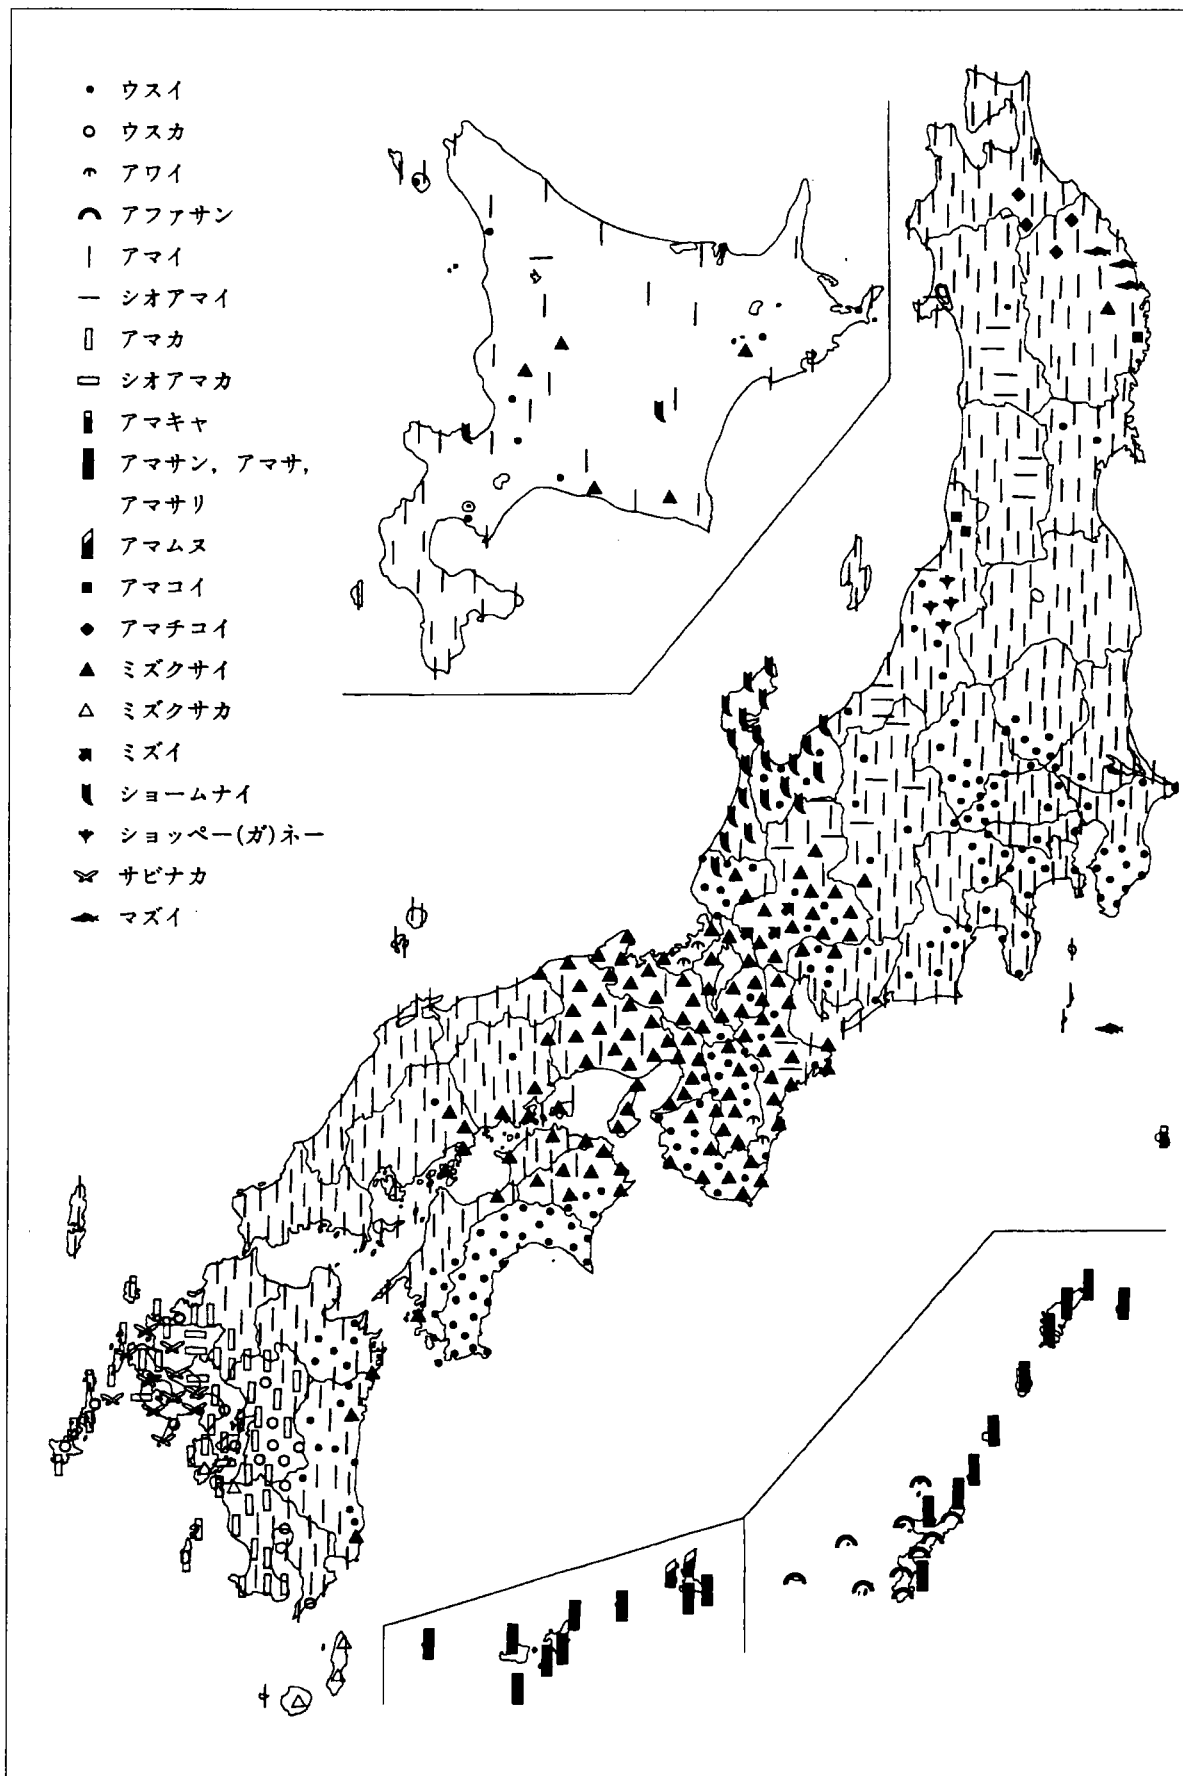 ウスイ
ウスカ
アワイ
アファサン
アマイ
シオアマイ
アマカ
シオアマカ
アマキャ
アマサン，アマサ，
アマサリ
アマムヌ
アマコイ
アマチコイ
ミズクサイ
ミズクサカ
ミズイ
ショームナイ
ショッペー(ガ)ネー
サビナカ
マズイ